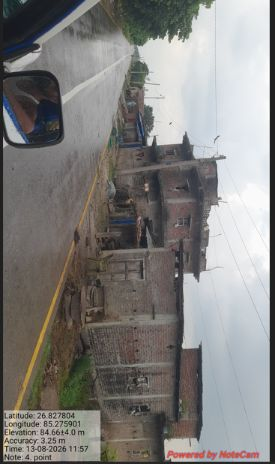 Latitude: 26.827804
Longitude: 85.275901
Elevation: 84.66±4.0 m
Accuracy: 3.25 m
Time: 13-08-2026 11:57
Note: 4. point
Powered by NoteCam